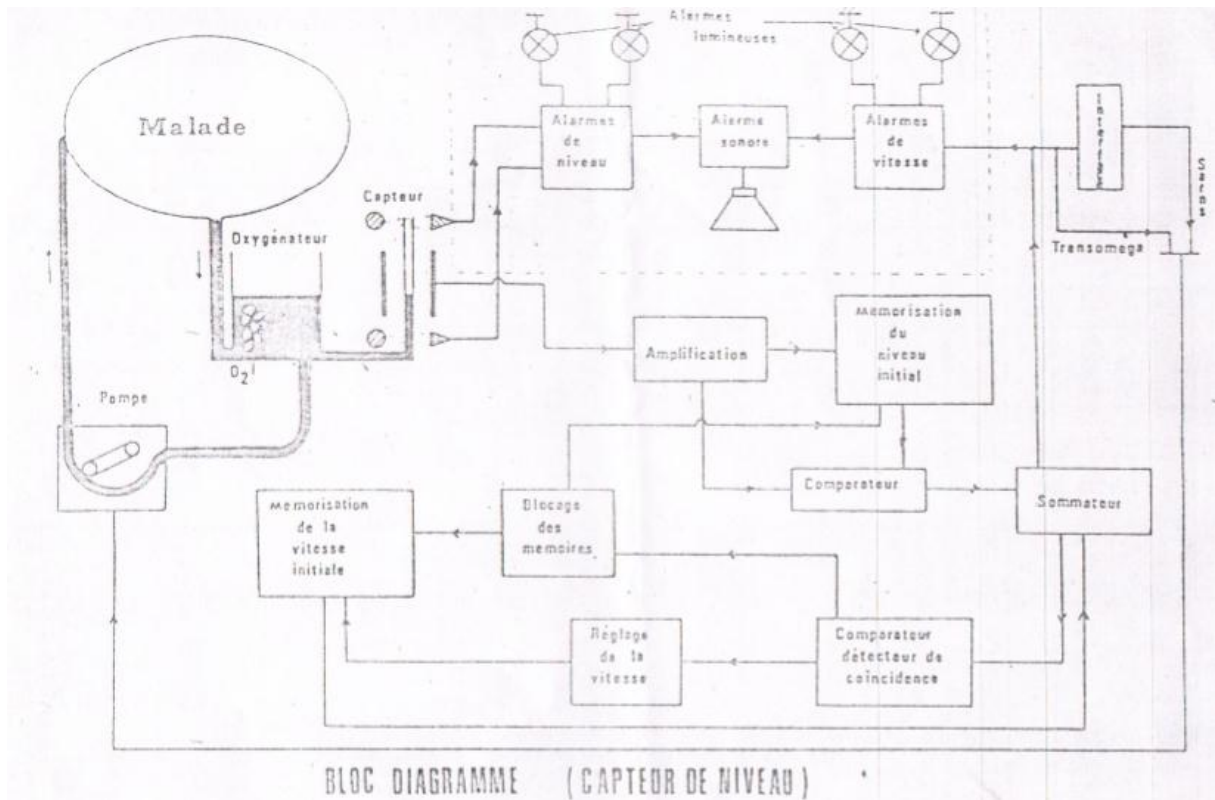 Alarmes
lumineuses
Malade
Alarmes
de
niveau
Alarme
sonore
Alarmes
de
vitesse
Capteur
Oxygénateur
Sarns
Transomega
O2
Pompe
Amplification
Mémorisation
du
niveau
initial
Comparateur
Sommateur
Mémorisation
de la
vitesse
initiale
Blocage
des
mémoires
Réglage
de la
vitesse
Comparateur
détecteur de
coïncidence
BLOC DIAGRAMME (CAPTEUR DE NIVEAU)